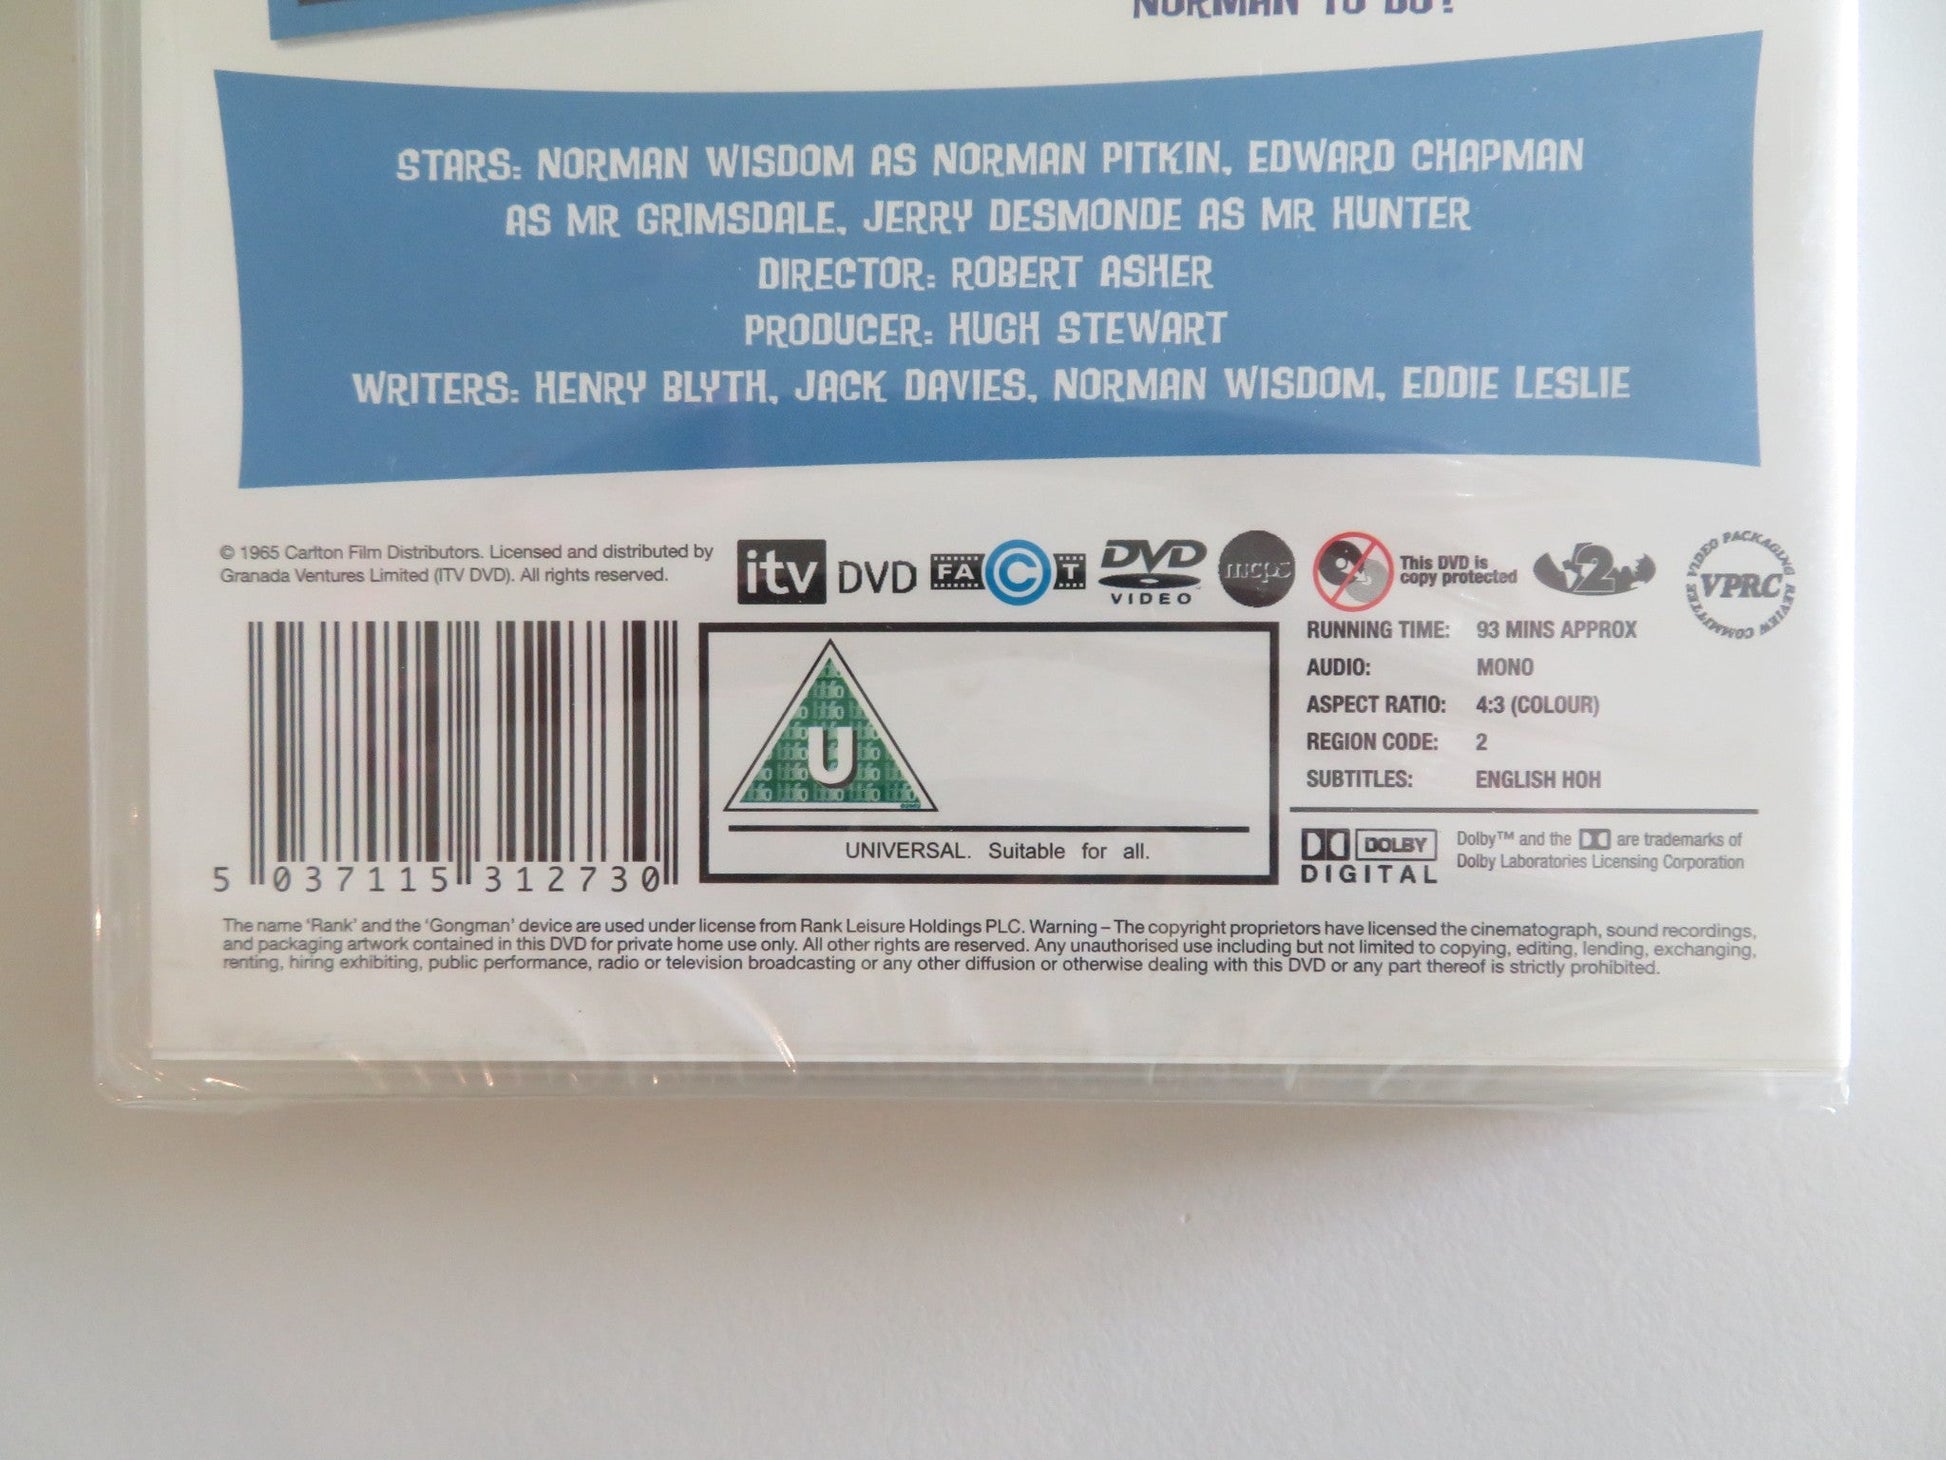 NORMAN TO DO?
STARS: NORMAN WISDOM AS NORMAN PITKIN, EDWARD CHAPMAN
AS MR GRIMSDALE, JERRY DESMONDE AS MR HUNTER
DIRECTOR: ROBERT ASHER
PRODUCER: HUGH STEWART
WRITERS: HENRY BLYTH, JACK DAVIES, NORMAN WISDOM, EDDIE LESLIE
© 1965 Carlton Film Distributors. Licensed and distributed by
Granada Ventures Limited (ITV DVD). All rights reserved.
itv DVD
FACT
DVD
VIDEO
mcps
This DVD is
copy protected
2
VIDEO PACKAGING REVIEW COMMITTEE
VPRC
RUNNING TIME: 93 MINS APPROX
AUDIO: MONO
ASPECT RATIO: 4:3 (COLOUR)
REGION CODE: 2
SUBTITLES: ENGLISH HOH
U
UNIVERSAL. Suitable for all.
DOLBY
DIGITAL
Dolby™ and the are trademarks of
Dolby Laboratories Licensing Corporation
5 037115 312730
The name 'Rank' and the 'Gongman' device are used under license from Rank Leisure Holdings PLC. Warning – The copyright proprietors have licensed the cinematograph, sound recordings,
and packaging artwork contained in this DVD for private home use only. All other rights are reserved. Any unauthorised use including but not limited to copying, editing, lending, exchanging,
renting, hiring exhibiting, public performance, radio or television broadcasting or any other diffusion or otherwise dealing with this DVD or any part thereof is strictly prohibited.